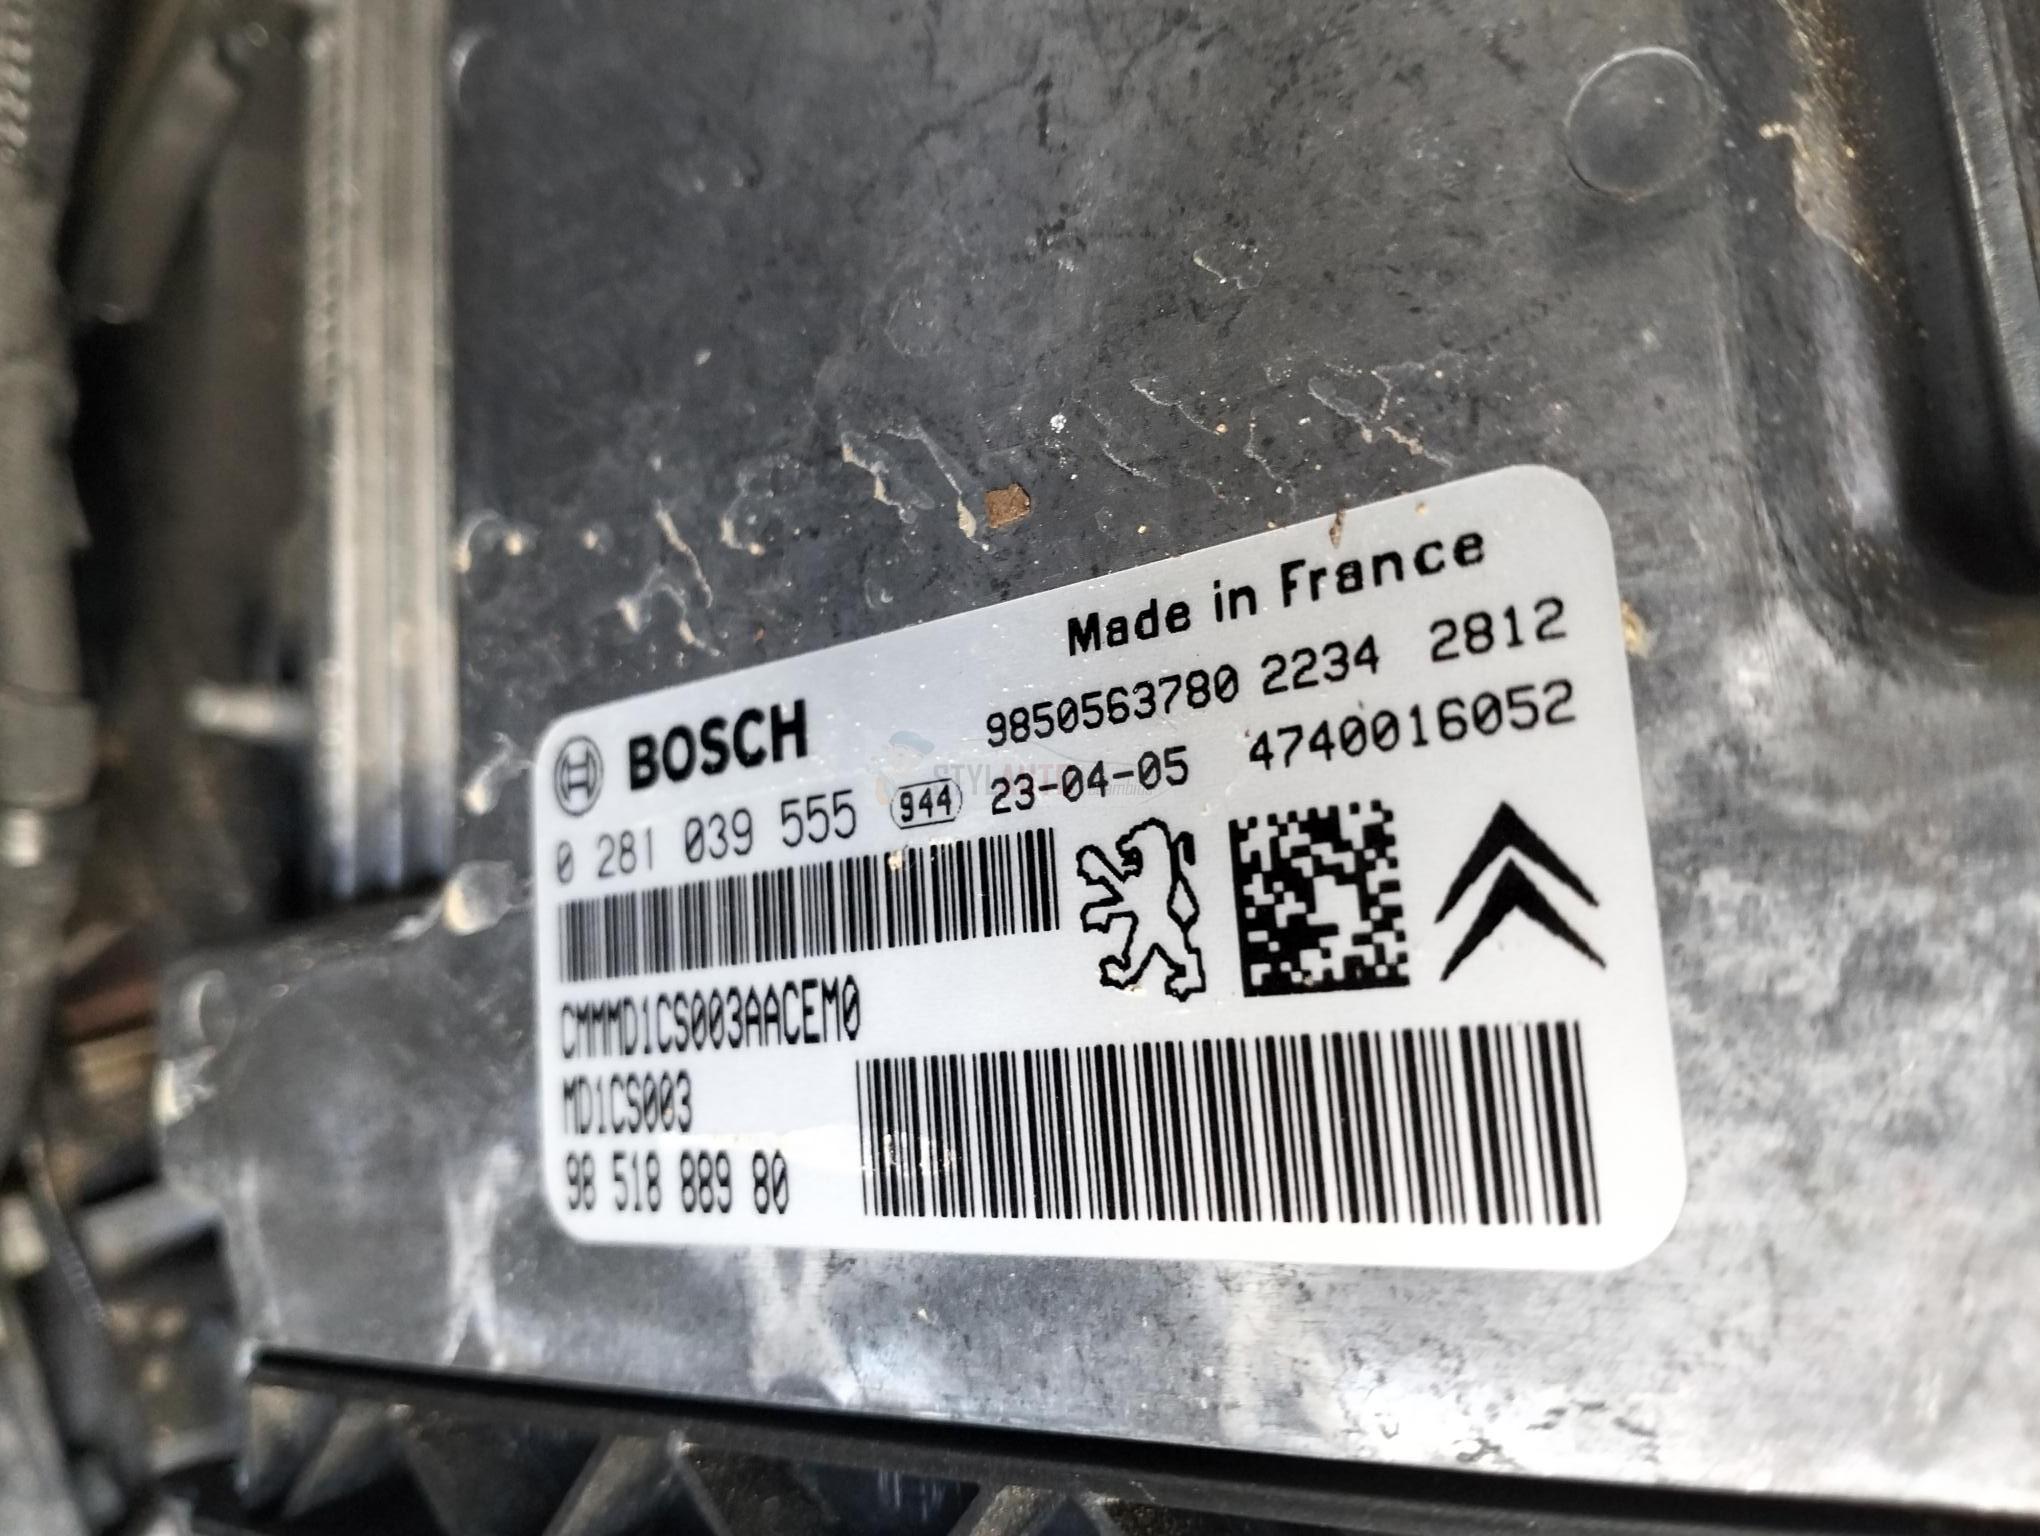 Made in France
BOSCH 9850563780 2234 2812
0 281 039 555 944 23-04-05 4740016052
CMMMD1CS003AACEM0
MD1CS003
98 518 889 80
STYLAUTO